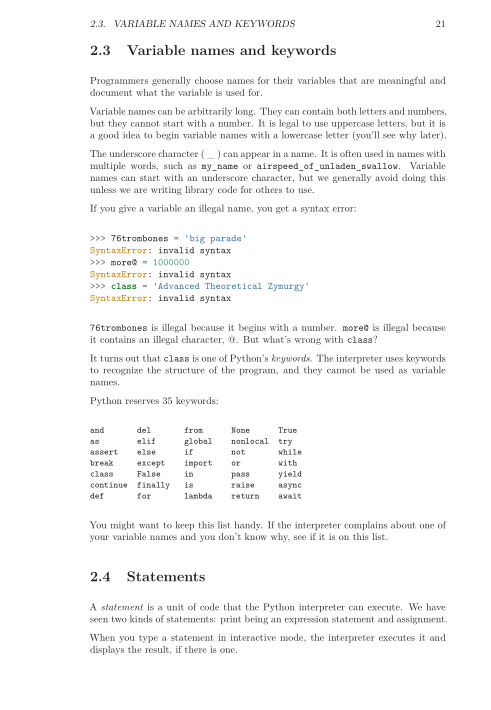 2.3. VARIABLE NAMES AND KEYWORDS 21
2.3 Variable names and keywords
Programmers generally choose names for their variables that are meaningful and
document what the variable is used for.
Variable names can be arbitrarily long. They can contain both letters and numbers,
but they cannot start with a number. It is legal to use uppercase letters, but it is
a good idea to begin variable names with a lowercase letter (you'll see why later).
The underscore character ( _ ) can appear in a name. It is often used in names with
multiple words, such as my_name or airspeed_of_unladen_swallow. Variable
names can start with an underscore character, but we generally avoid doing this
unless we are writing library code for others to use.
If you give a variable an illegal name, you get a syntax error:
>>> 76trombones = 'big parade'
SyntaxError: invalid syntax
>>> more@ = 1000000
SyntaxError: invalid syntax
>>> class = 'Advanced Theoretical Zymurgy'
SyntaxError: invalid syntax
76trombones is illegal because it begins with a number. more@ is illegal because
it contains an illegal character, @. But what's wrong with class?
It turns out that class is one of Python's keywords. The interpreter uses keywords
to recognize the structure of the program, and they cannot be used as variable
names.
Python reserves 35 keywords:
and del from None True
as elif global nonlocal try
assert else if not while
break except import or with
class False in pass yield
continue finally is raise async
def for lambda return await
You might want to keep this list handy. If the interpreter complains about one of
your variable names and you don't know why, see if it is on this list.
2.4 Statements
A statement is a unit of code that the Python interpreter can execute. We have
seen two kinds of statements: print being an expression statement and assignment.
When you type a statement in interactive mode, the interpreter executes it and
displays the result, if there is one.